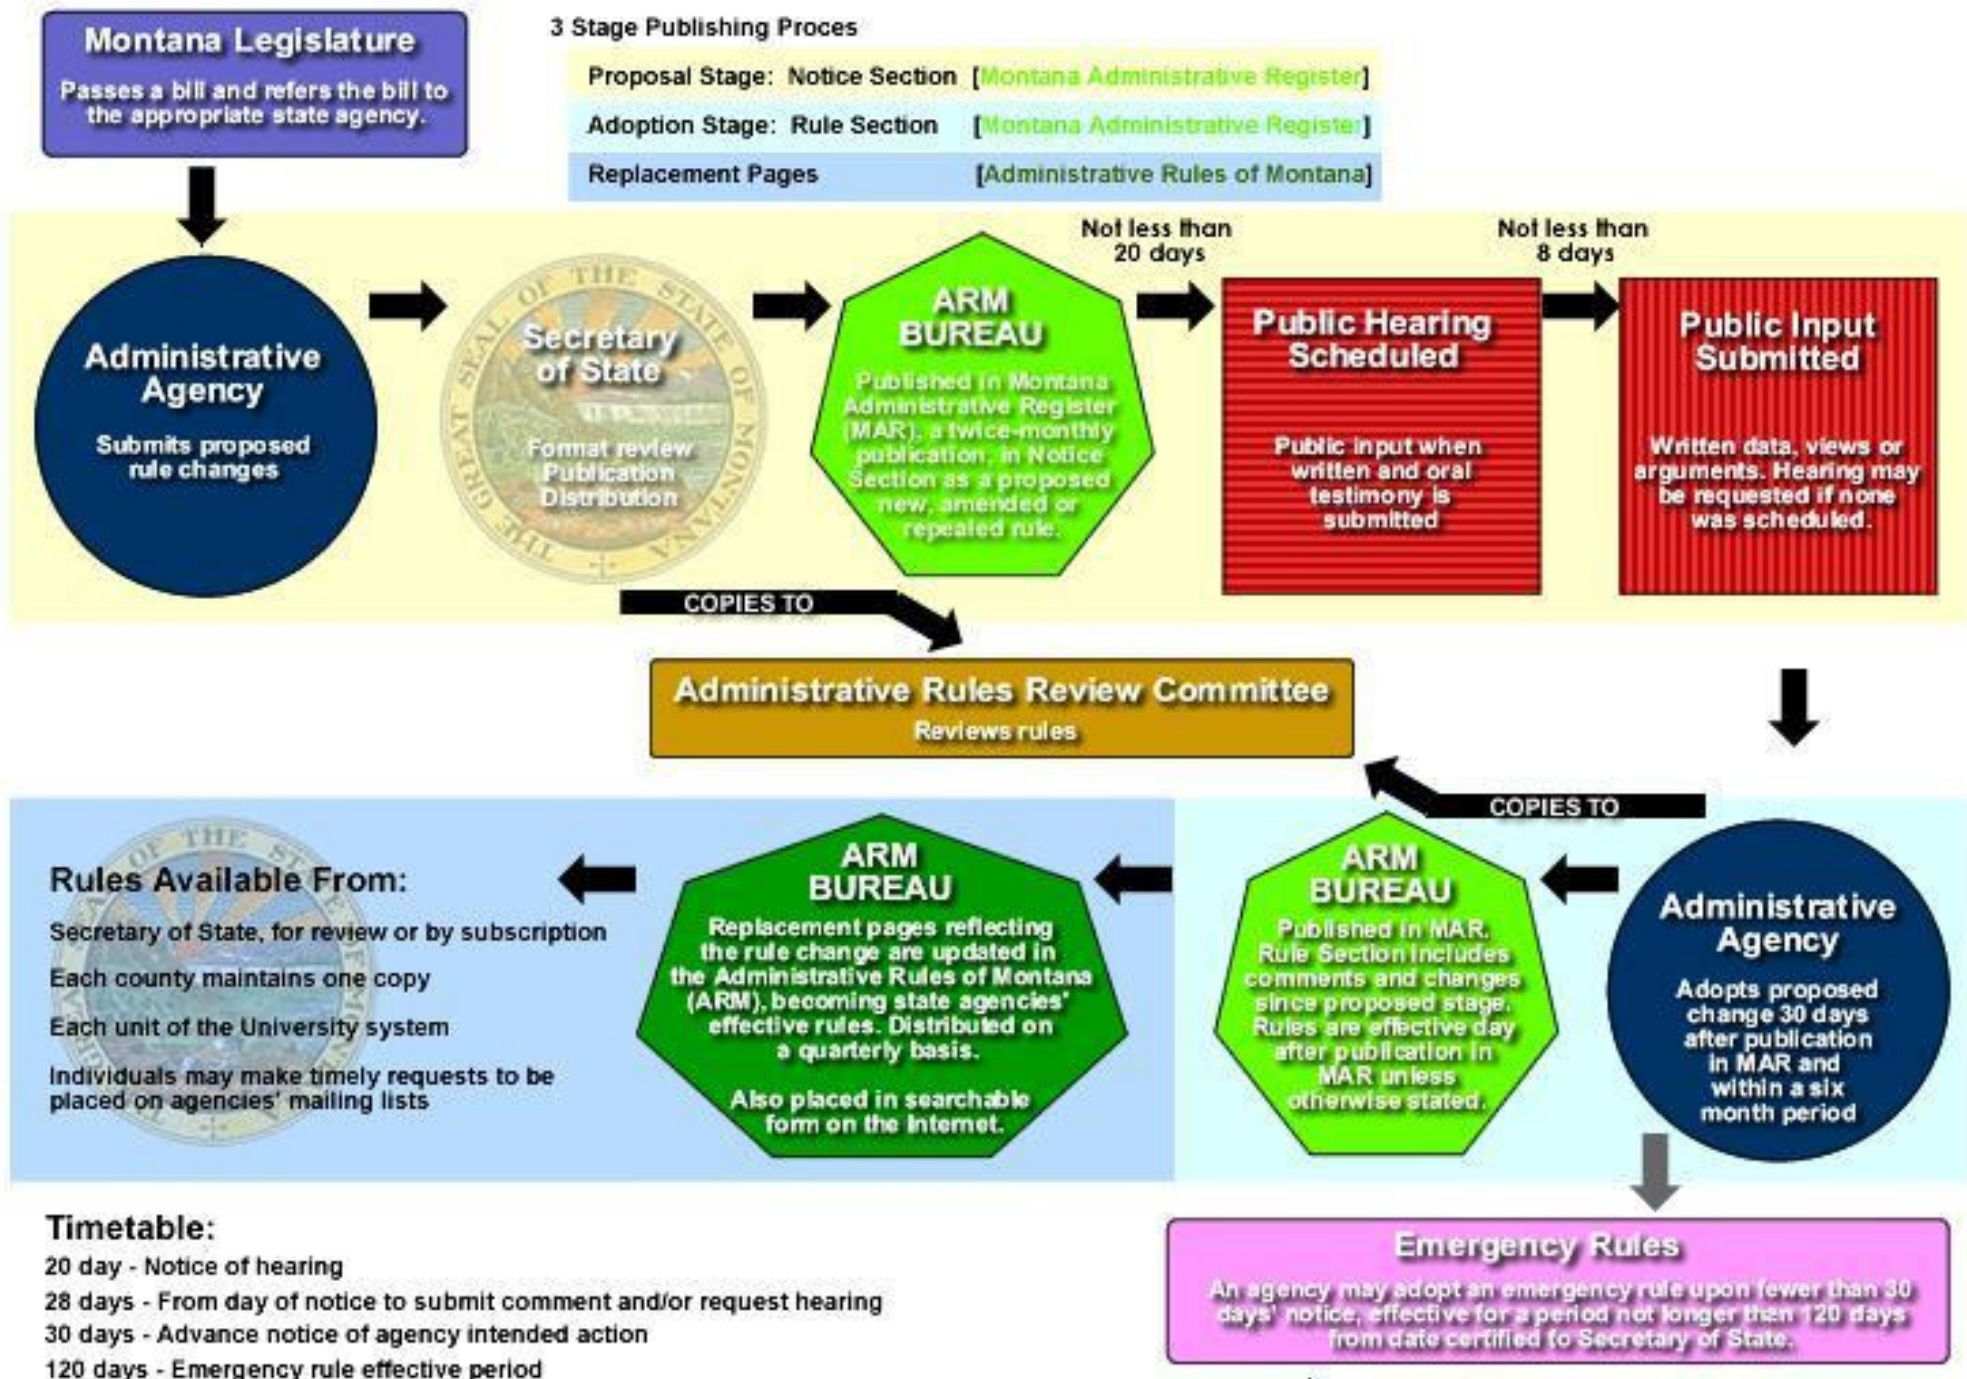 Montana Legislature
Passes a bill and refers the bill to
the appropriate state agency.
3 Stage Publishing Proces
Proposal Stage: Notice Section [Montana Administrative Register]
Adoption Stage: Rule Section [Montana Administrative Register]
Replacement Pages [Administrative Rules of Montana]
Administrative
Agency
Submits proposed
rule changes
THE GREAT SEAL OF THE STATE OF MONTANA
Secretary
of State
Format review
Publication
Distribution
ARM
BUREAU
Published in Montana
Administrative Register
(MAR), a twice-monthly
publication, in Notice
Section as a proposed
new, amended or
repealed rule.
Not less than
20 days
Public Hearing
Scheduled
Public input when
written and oral
testimony is
submitted
Not less than
8 days
Public Input
Submitted
Written data, views or
arguments. Hearing may
be requested if none
was scheduled.
COPIES TO
Administrative Rules Review Committee
Reviews rules
COPIES TO
Administrative
Agency
Adopts proposed
change 30 days
after publication
in MAR and
within a six
month period
ARM
BUREAU
Published in MAR.
Rule Section includes
comments and changes
since proposed stage.
Rules are effective day
after publication in
MAR unless
otherwise stated.
ARM
BUREAU
Replacement pages reflecting
the rule change are updated in
the Administrative Rules of Montana
(ARM), becoming state agencies'
effective rules. Distributed on
a quarterly basis.
Also placed in searchable
form on the Internet.
Rules Available From:
Secretary of State, for review or by subscription
Each county maintains one copy
Each unit of the University system
Individuals may make timely requests to be
placed on agencies' mailing lists
Emergency Rules
An agency may adopt an emergency rule upon fewer than 30
days' notice, effective for a period not longer than 120 days
from date certified to Secretary of State.
Timetable:
20 day - Notice of hearing
28 days - From day of notice to submit comment and/or request hearing
30 days - Advance notice of agency intended action
120 days - Emergency rule effective period